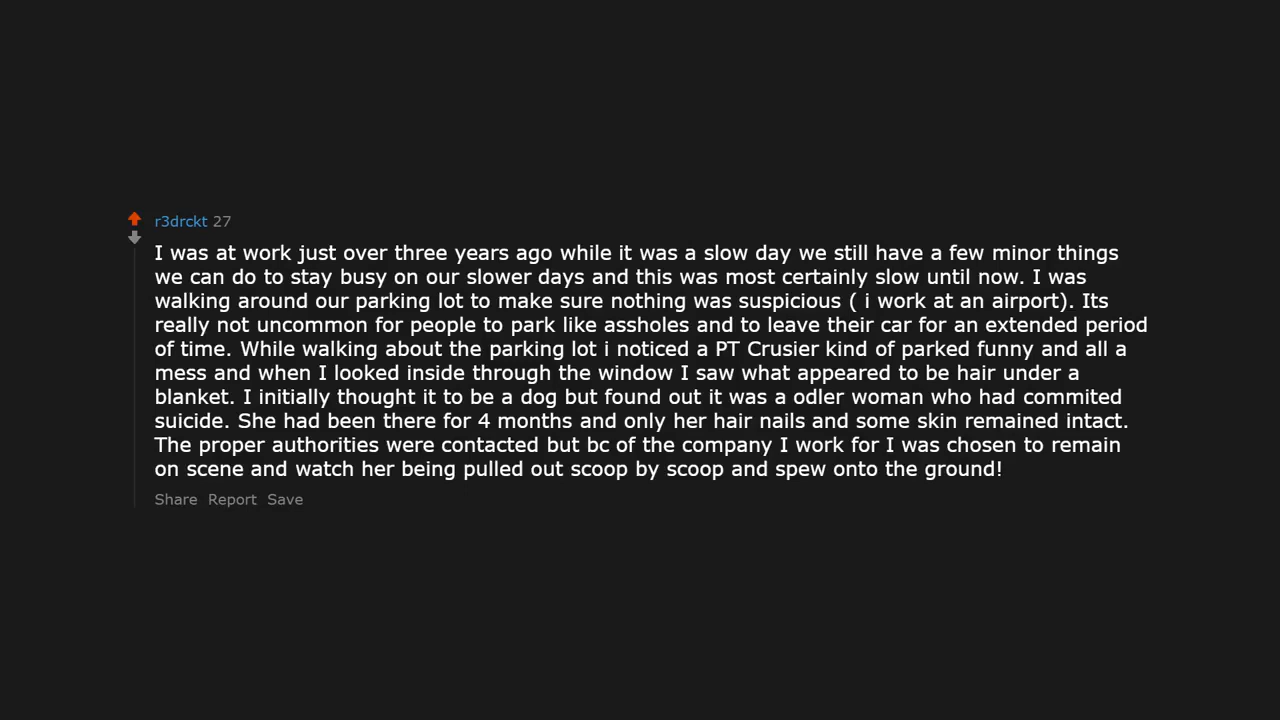 r3drckt 27
I was at work just over three years ago while it was a slow day we still have a few minor things
we can do to stay busy on our slower days and this was most certainly slow until now. I was
walking around our parking lot to make sure nothing was suspicious ( i work at an airport). Its
really not uncommon for people to park like assholes and to leave their car for an extended period
of time. While walking about the parking lot i noticed a PT Crusier kind of parked funny and all a
mess and when I looked inside through the window I saw what appeared to be hair under a
blanket. I initially thought it to be a dog but found out it was a odler woman who had commited
suicide. She had been there for 4 months and only her hair nails and some skin remained intact.
The proper authorities were contacted but bc of the company I work for I was chosen to remain
on scene and watch her being pulled out scoop by scoop and spew onto the ground!
Share Report Save